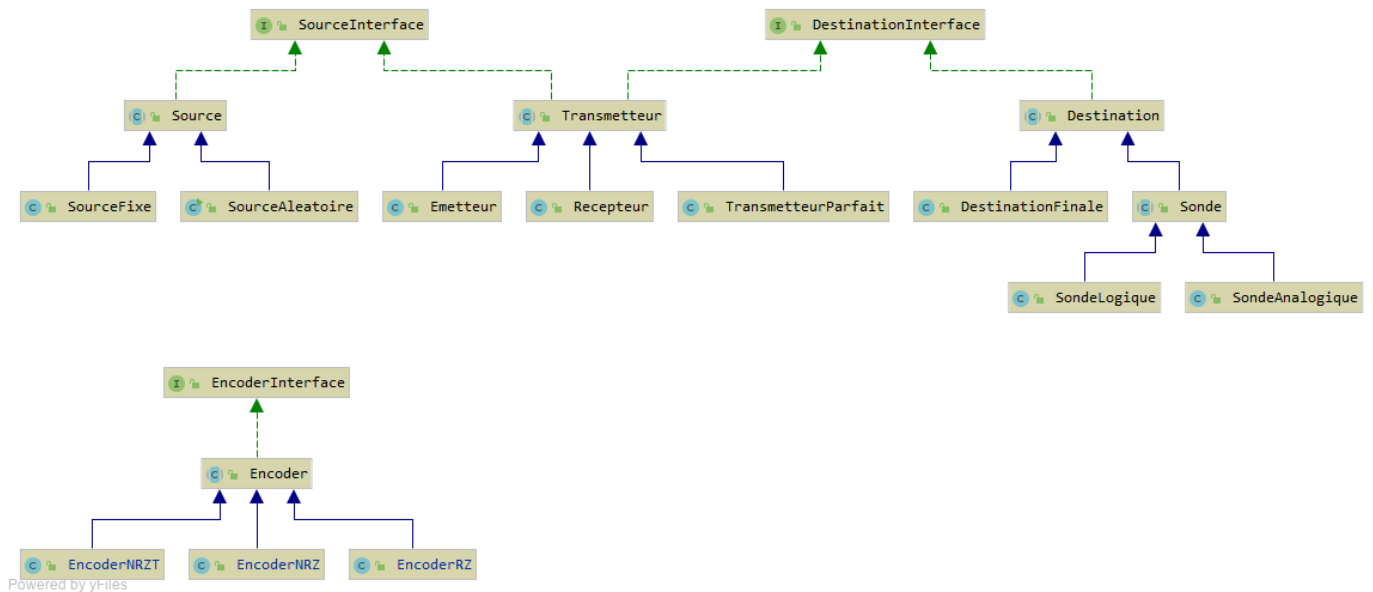 SourceInterface
DestinationInterface
Source
Transmetteur
Destination
SourceFixe
SourceAleatoire
Emetteur
Recepteur
TransmetteurParfait
DestinationFinale
Sonde
SondeLogique
SondeAnalogique
EncoderInterface
Encoder
EncoderNRZT
EncoderNRZ
EncoderRZ
Powered by yFiles